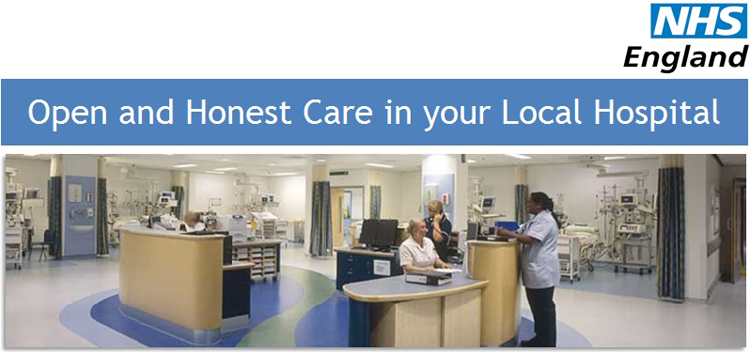 NHS
England
Open and Honest Care in your Local Hospital